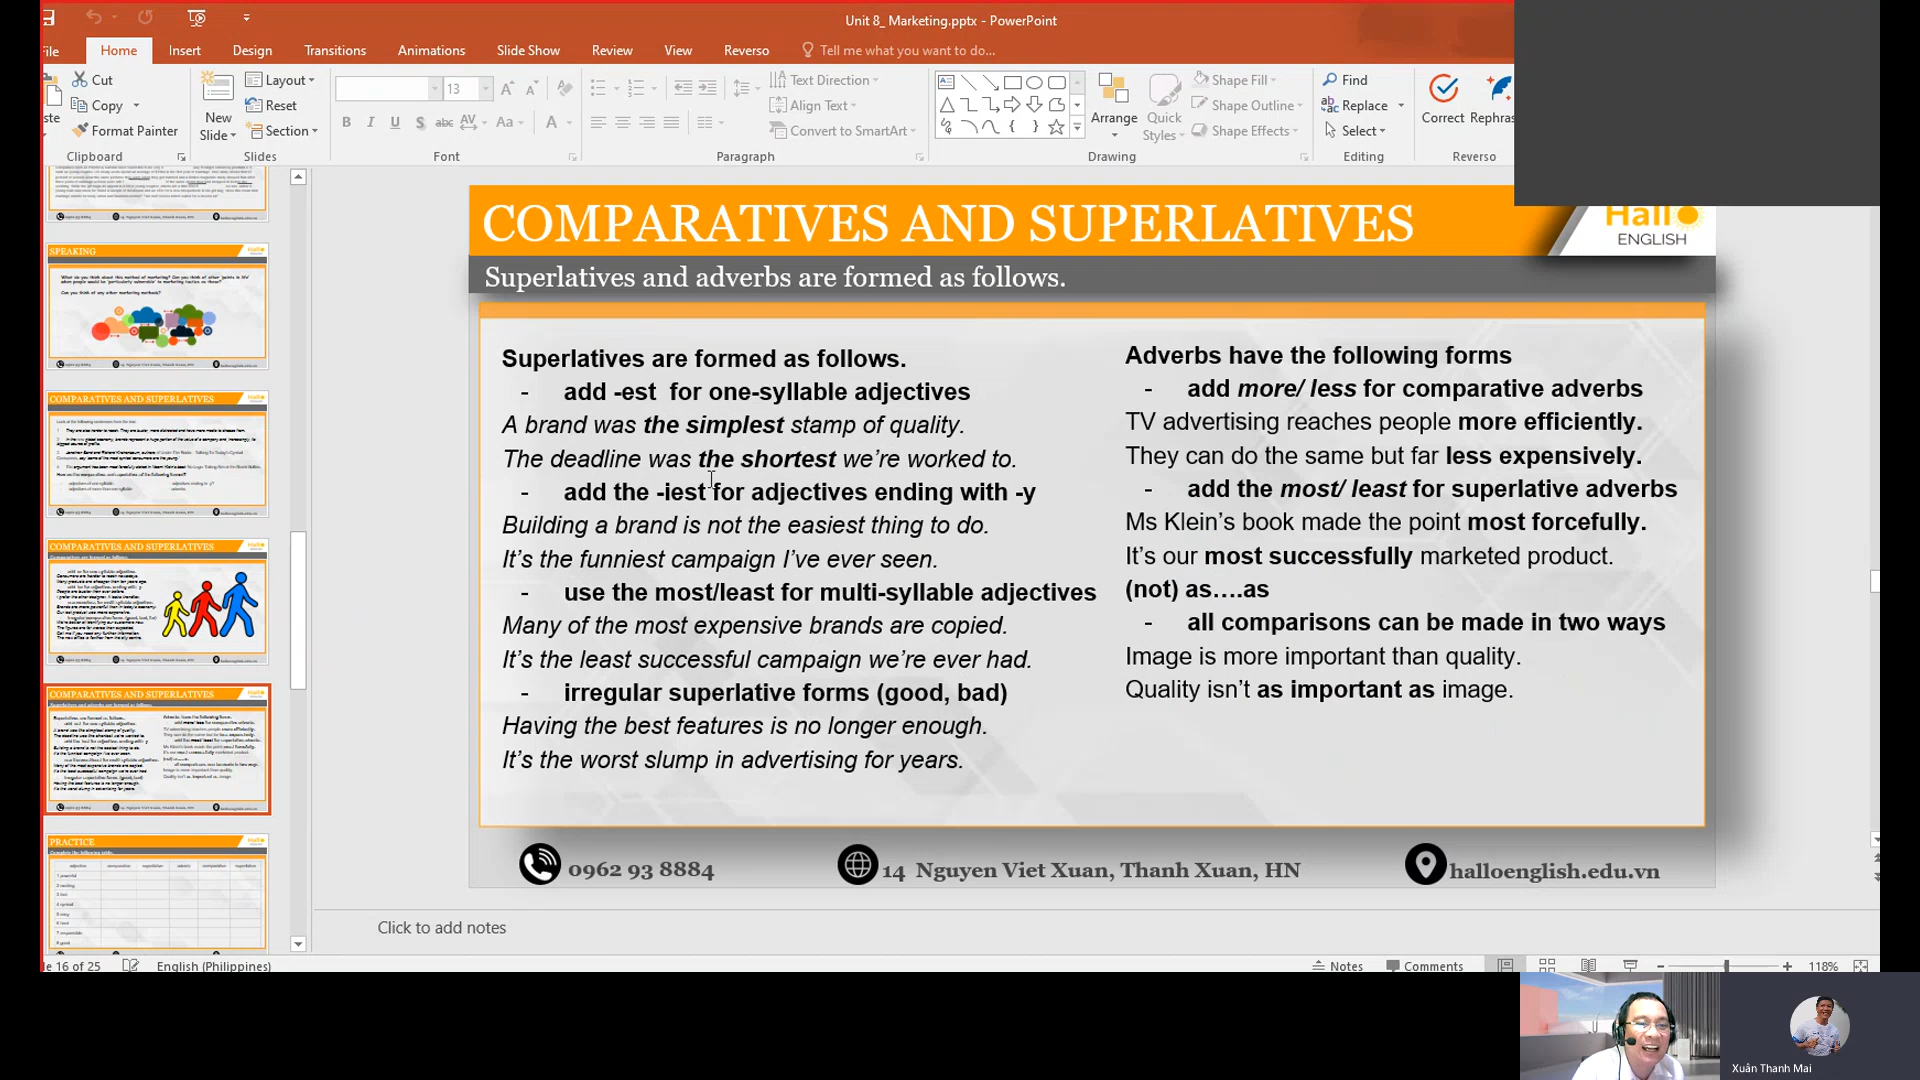 Unit 8_ Marketing.pptx - PowerPoint
File Home Insert Design Transitions Animations Slide Show Review View Reverso Tell me what you want to do...
Cut
Copy
Format Painter
Clipboard
New Slide
Layout
Reset
Section
Slides
13
Font
Text Direction
Align Text
Convert to SmartArt
Paragraph
Arrange
Quick Styles
Shape Fill
Shape Outline
Shape Effects
Drawing
Find
Replace
Select
Editing
Correct
Reverso
SPEAKING
COMPARATIVES AND SUPERLATIVES
COMPARATIVES AND SUPERLATIVES
COMPARATIVES AND SUPERLATIVES
PRACTICE
COMPARATIVES AND SUPERLATIVES
Hallo
ENGLISH
Superlatives and adverbs are formed as follows.
Superlatives are formed as follows.
- add -est for one-syllable adjectives
A brand was the simplest stamp of quality.
The deadline was the shortest we're worked to.
- add the -iest for adjectives ending with -y
Building a brand is not the easiest thing to do.
It's the funniest campaign I've ever seen.
- use the most/least for multi-syllable adjectives
Many of the most expensive brands are copied.
It's the least successful campaign we're ever had.
- irregular superlative forms (good, bad)
Having the best features is no longer enough.
It's the worst slump in advertising for years.
Adverbs have the following forms
- add more/ less for comparative adverbs
TV advertising reaches people more efficiently.
They can do the same but far less expensively.
- add the most/ least for superlative adverbs
Ms Klein's book made the point most forcefully.
It's our most successfully marketed product.
(not) as....as
- all comparisons can be made in two ways
Image is more important than quality.
Quality isn't as important as image.
0962 93 8884
14 Nguyen Viet Xuan, Thanh Xuan, HN
halloenglish.edu.vn
Click to add notes
16 of 25 English (Philippines) Notes Comments 118%
Xuân Thanh Mai